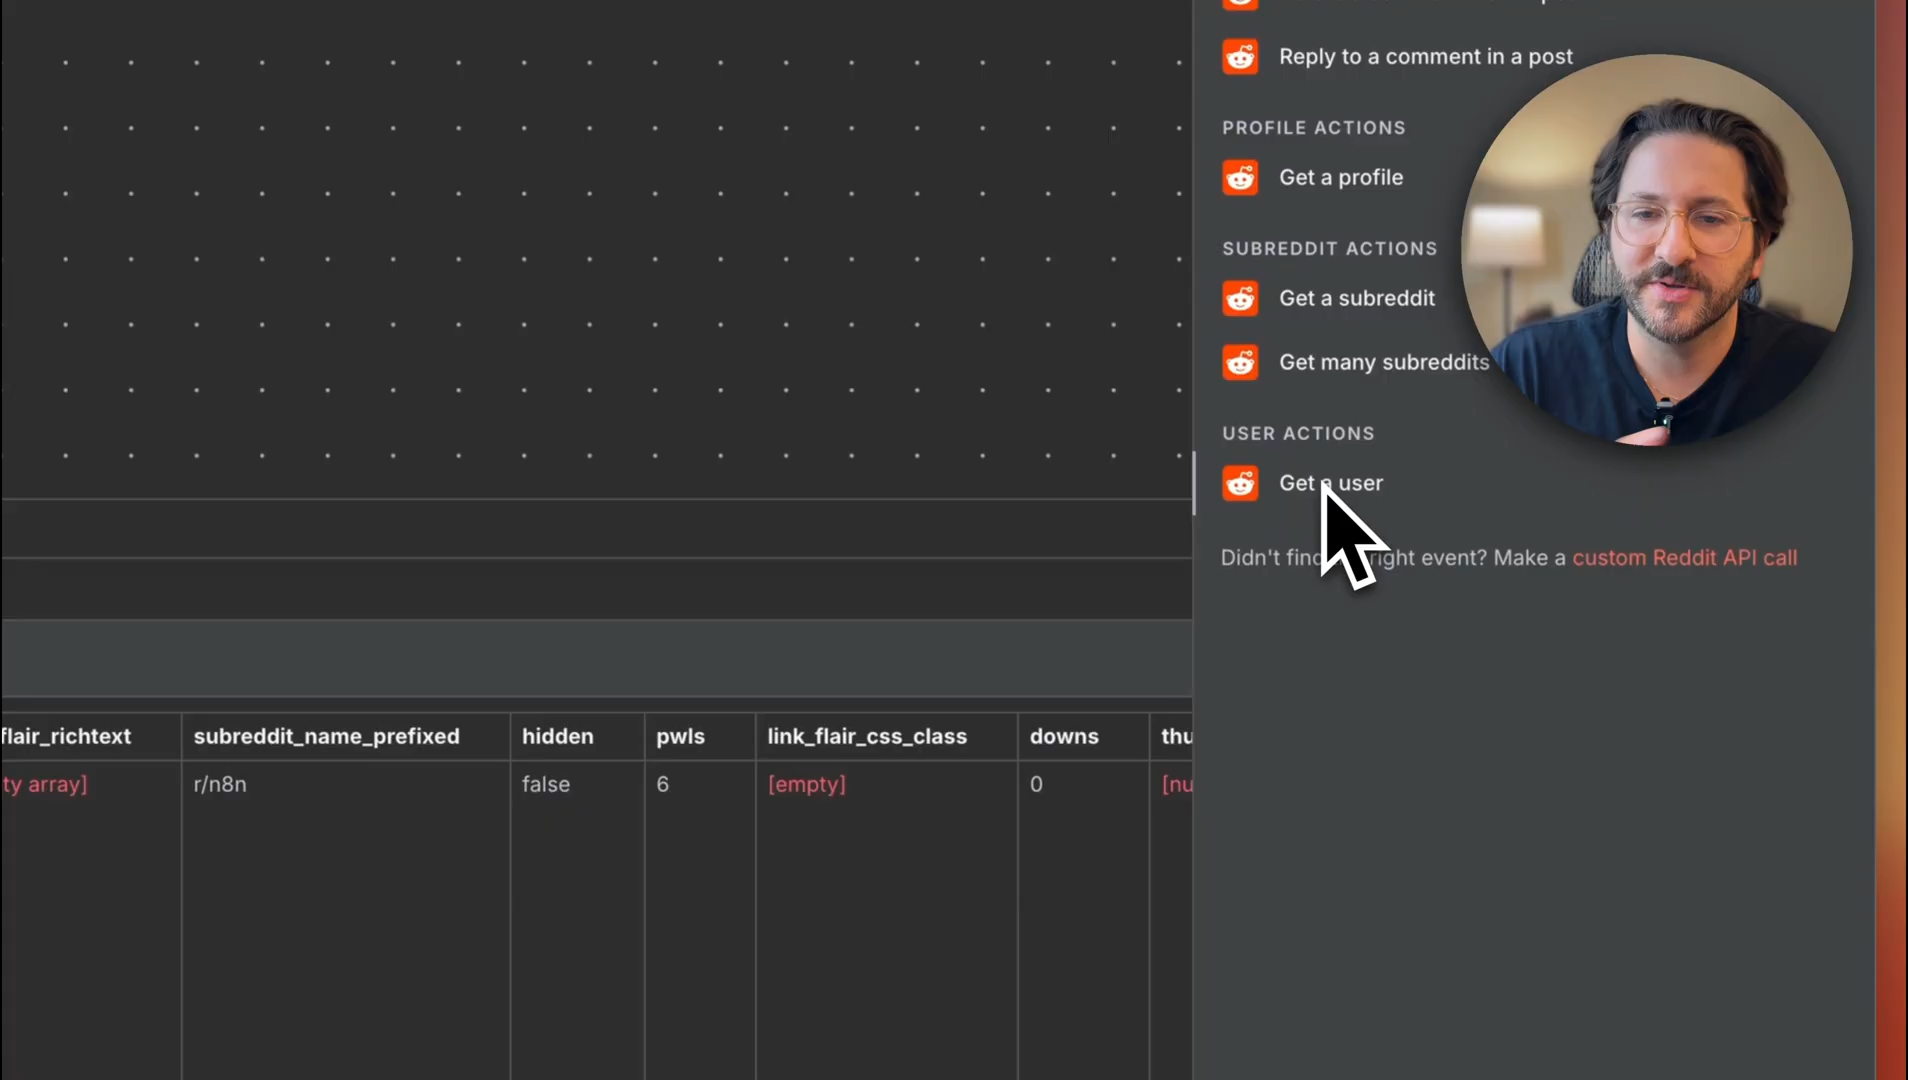 Reply to a comment in a post
PROFILE ACTIONS
Get a profile
SUBREDDIT ACTIONS
Get a subreddit
Get many subreddits
USER ACTIONS
Get a user
Didn't find right event? Make a custom Reddit API call
flair_richtext subreddit_name_prefixed hidden pwls link_flair_css_class downs thu
ty array] r/n8n false 6 [empty] 0 [nu